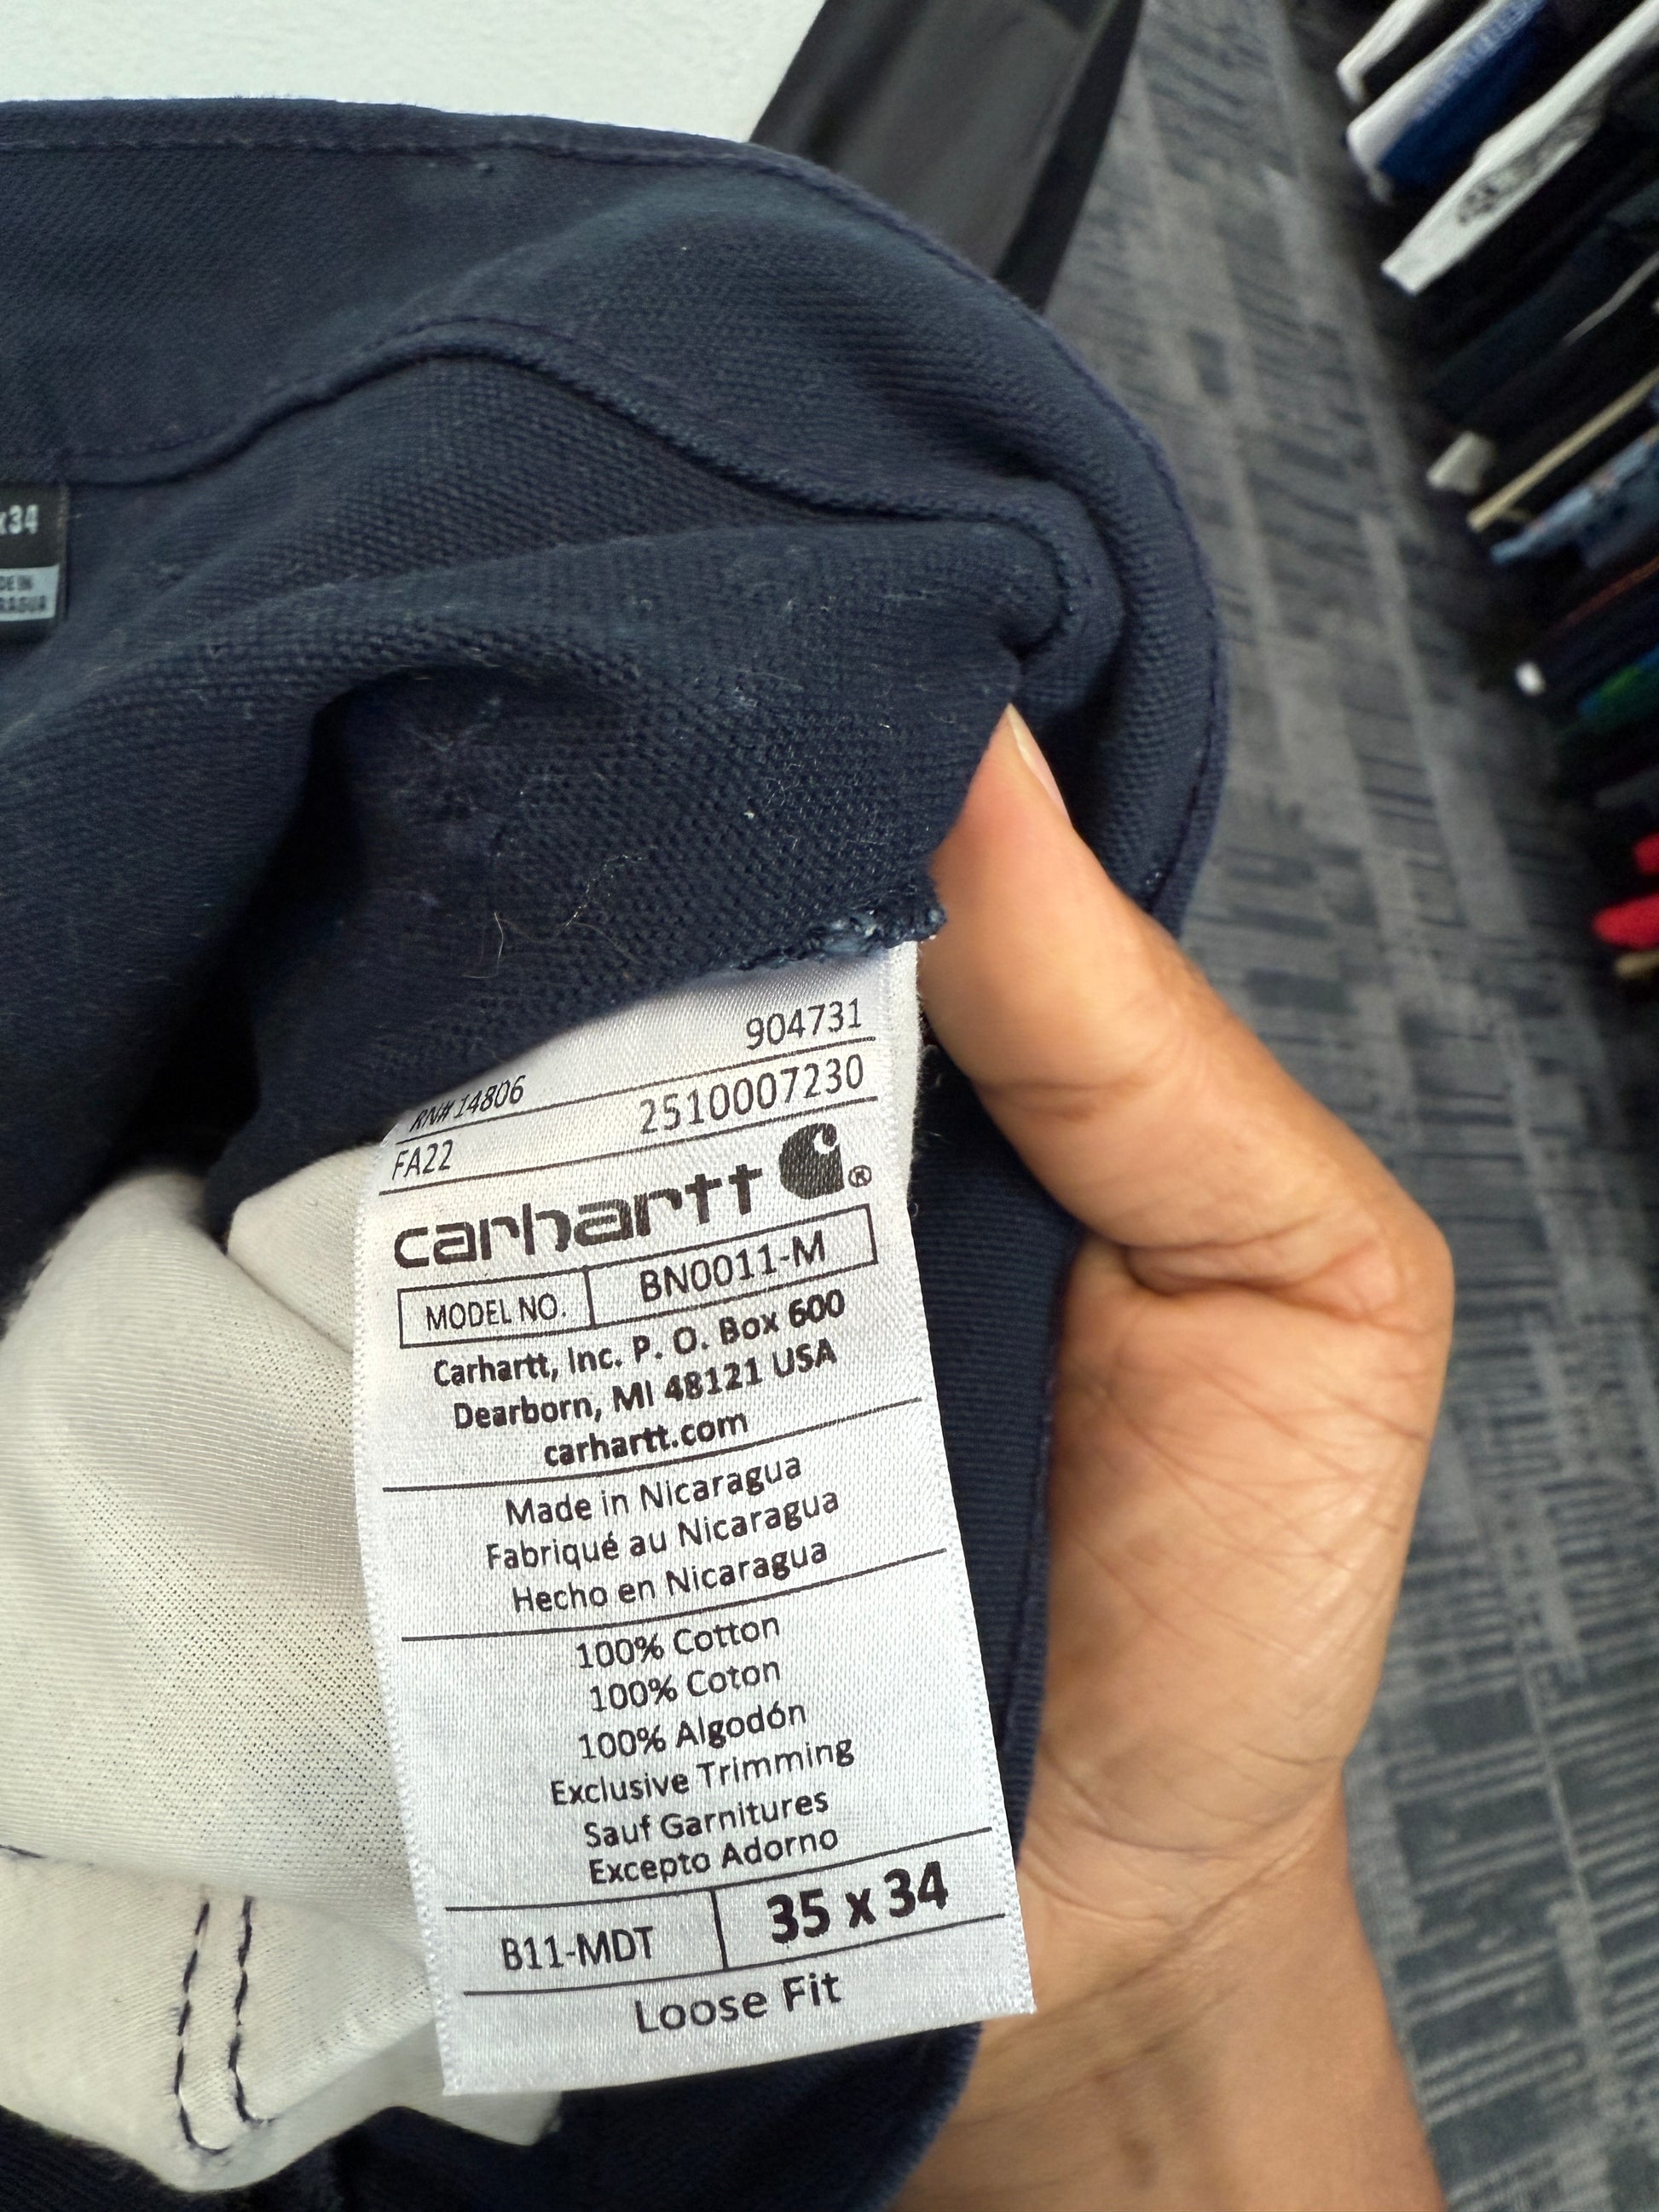 x34
DE IN
RAGUA
904731
RN# 14806
2510007230
FA22
carhartt ®
MODEL NO. BN0011-M
Carhartt, Inc. P. O. Box 600
Dearborn, MI 48121 USA
carhartt.com
Made in Nicaragua
Fabriqué au Nicaragua
Hecho en Nicaragua
100% Cotton
100% Coton
100% Algodón
Exclusive Trimming
Sauf Garnitures
Excepto Adorno
B11-MDT 35 x 34
Loose Fit